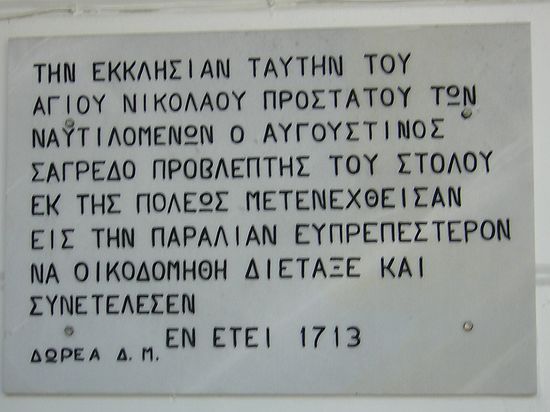 ΤΗΝ ΕΚΚΛΗΣΙΑΝ ΤΑΥΤΗΝ ΤΟΥ
ΑΓΙΟΥ ΝΙΚΟΛΑΟΥ ΠΡΟΣΤΑΤΟΥ ΤΩΝ
ΝΑΥΤΙΛΟΜΕΝΩΝ Ο ΑΥΓΟΥΣΤΙΝΟΣ
ΣΑΓΡΕΔΟ ΠΡΟΒΛΕΠΤΗΣ ΤΟΥ ΣΤΟΛΟΥ
ΕΚ ΤΗΣ ΠΟΛΕΩΣ ΜΕΤΕΝΕΧΘΕΙΣΑΝ
ΕΙΣ ΤΗΝ ΠΑΡΑΛΙΑΝ ΕΥΠΡΕΠΕΣΤΕΡΟΝ
ΝΑ ΟΙΚΟΔΟΜΗΘΗ ΔΙΕΤΑΞΕ ΚΑΙ
ΣΥΝΕΤΕΛΕΣΕΝ
ΕΝ ΕΤΕΙ 1713
ΔΩΡΕΑ Δ. Μ.